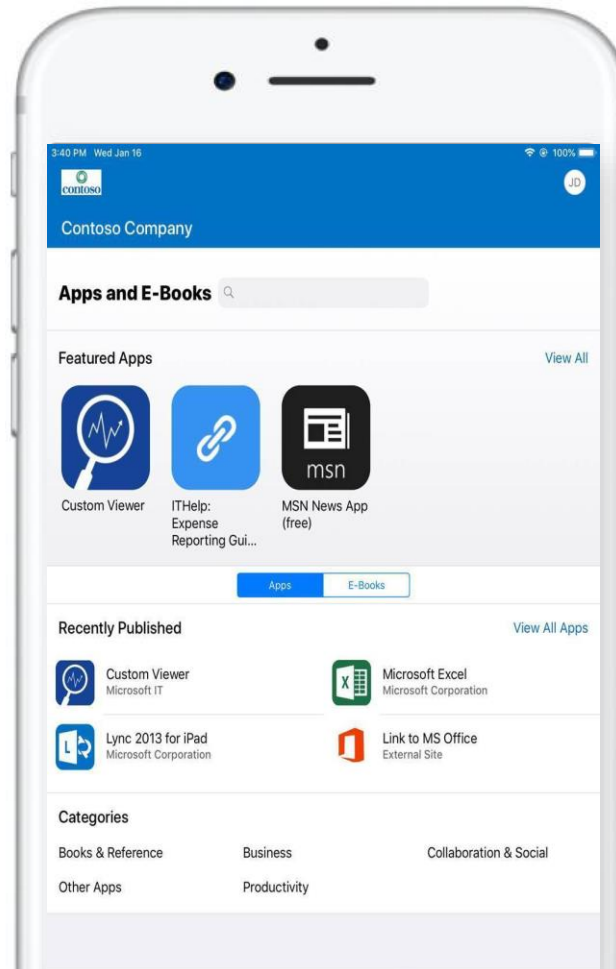 3:40 PM Wed Jan 16
100%
contoso
JD
Contoso Company
Apps and E-Books
Featured Apps
View All
msn
Custom Viewer
ITHelp:
Expense
Reporting Gui...
MSN News App
(free)
Apps
E-Books
Recently Published
View All Apps
Custom Viewer
Microsoft IT
X
Microsoft Excel
Microsoft Corporation
L
Lync 2013 for iPad
Microsoft Corporation
Link to MS Office
External Site
Categories
Books & Reference
Business
Collaboration & Social
Other Apps
Productivity